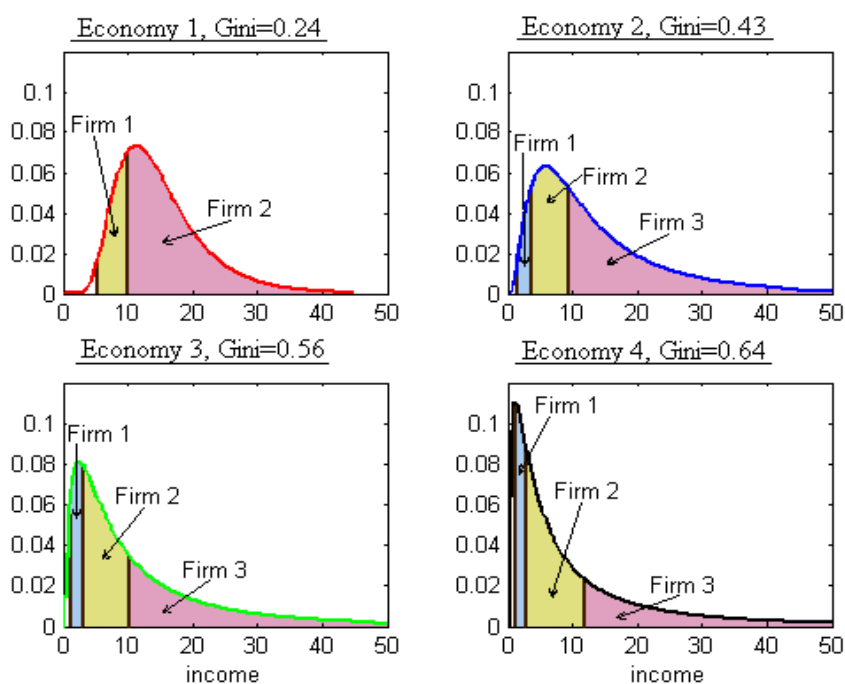 Economy 1, Gini=0.24
0.1
0.08
0.06
0.04
0.02
0
Firm 1
Firm 2
0 10 20 30 40 50
Economy 2, Gini=0.43
0.1
0.08
0.06
0.04
0.02
0
Firm 1
Firm 2
Firm 3
0 10 20 30 40 50
Economy 3, Gini=0.56
0.1
0.08
0.06
0.04
0.02
0
Firm 1
Firm 2
Firm 3
0 10 20 30 40 50
income
Economy 4, Gini=0.64
0.1
0.08
0.06
0.04
0.02
0
Firm 1
Firm 2
Firm 3
0 10 20 30 40 50
income